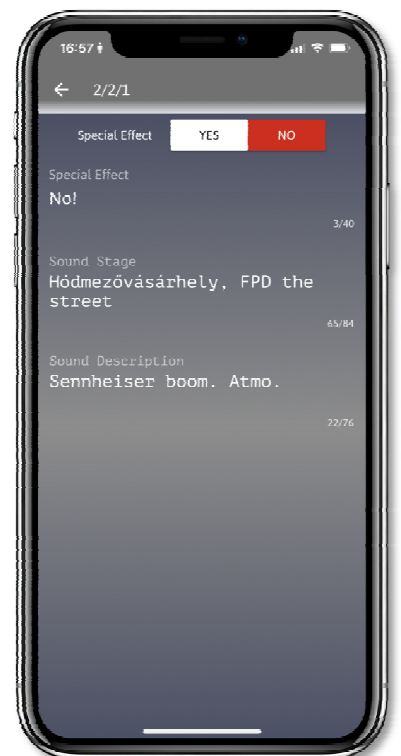 16:57
2/2/1
Special Effect YES NO
Special Effect
No!
3/40
Sound Stage
Hódmezővásárhely, FPD the
street
65/84
Sound Description
Sennheiser boom. Atmo.
22/76